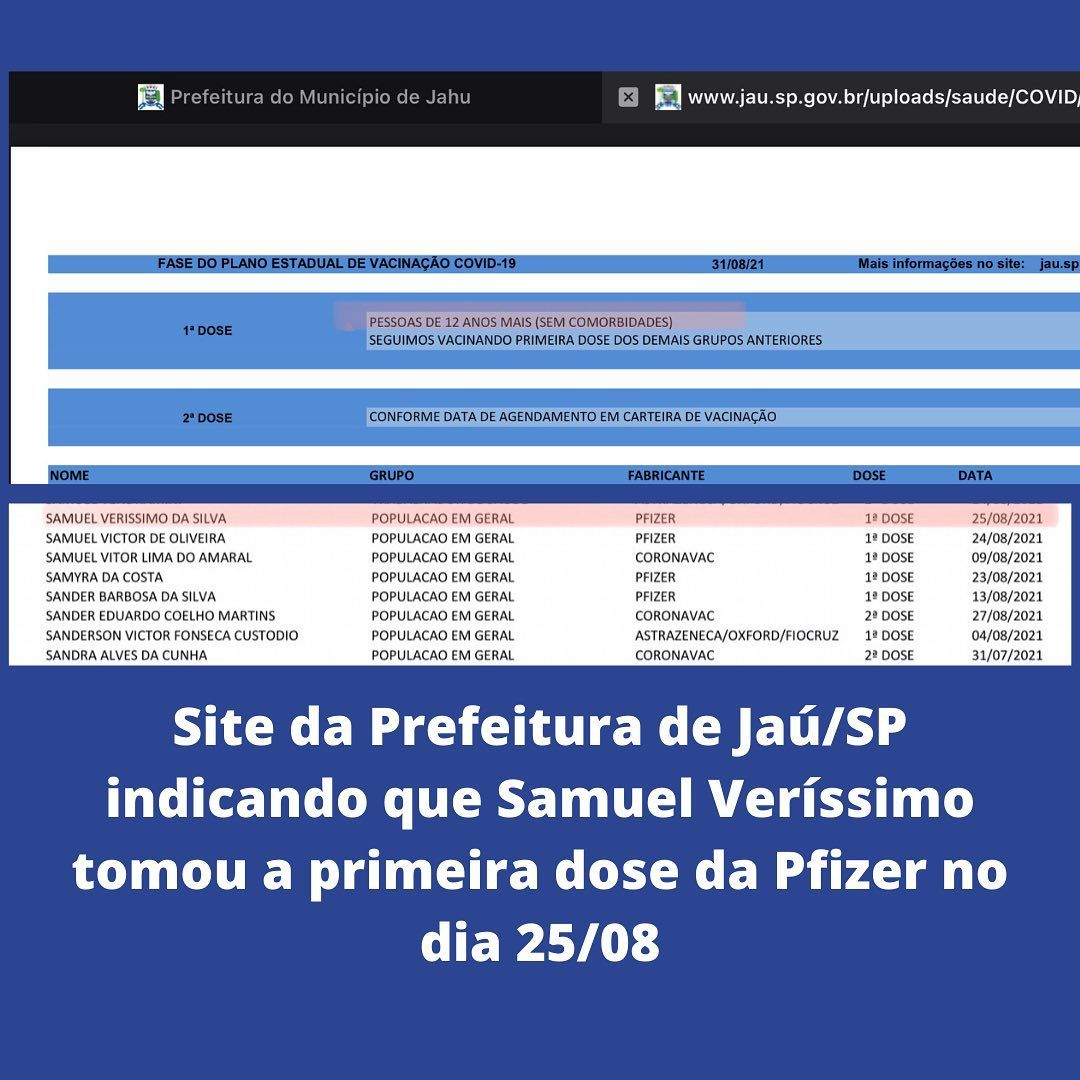 Prefeitura do Município de Jahu
www.jau.sp.gov.br/uploads/saude/COVID/
FASE DO PLANO ESTADUAL DE VACINAÇÃO COVID-19 31/08/21 Mais informações no site: jau.sp
1ª DOSE
PESSOAS DE 12 ANOS MAIS (SEM COMORBIDADES)
SEGUIMOS VACINANDO PRIMEIRA DOSE DOS DEMAIS GRUPOS ANTERIORES
2ª DOSE CONFORME DATA DE AGENDAMENTO EM CARTEIRA DE VACINAÇÃO
NOME GRUPO FABRICANTE DOSE DATA
SAMUEL VERISSIMO DA SILVA POPULACAO EM GERAL PFIZER 1ª DOSE 25/08/2021
SAMUEL VICTOR DE OLIVEIRA POPULACAO EM GERAL PFIZER 1ª DOSE 24/08/2021
SAMUEL VITOR LIMA DO AMARAL POPULACAO EM GERAL CORONAVAC 1ª DOSE 09/08/2021
SAMYRA DA COSTA POPULACAO EM GERAL PFIZER 1ª DOSE 23/08/2021
SANDER BARBOSA DA SILVA POPULACAO EM GERAL PFIZER 1ª DOSE 13/08/2021
SANDER EDUARDO COELHO MARTINS POPULACAO EM GERAL CORONAVAC 2ª DOSE 27/08/2021
SANDERSON VICTOR FONSECA CUSTODIO POPULACAO EM GERAL ASTRAZENECA/OXFORD/FIOCRUZ 1ª DOSE 04/08/2021
SANDRA ALVES DA CUNHA POPULACAO EM GERAL CORONAVAC 2ª DOSE 31/07/2021
Site da Prefeitura de Jaú/SP
indicando que Samuel Veríssimo
tomou a primeira dose da Pfizer no
dia 25/08